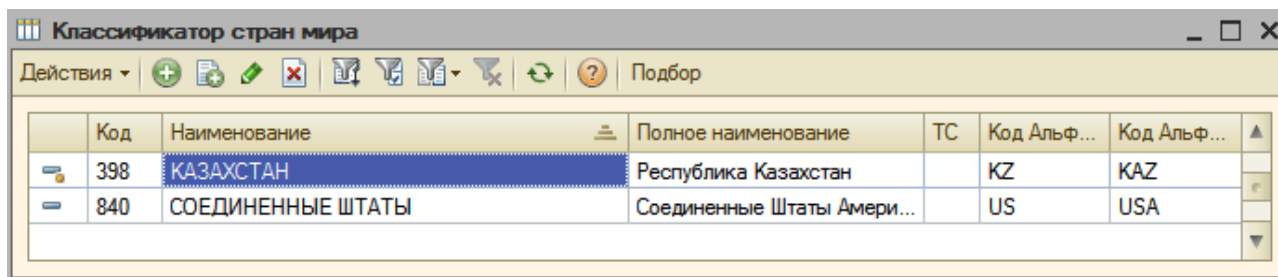 Классификатор стран мира
Действия Подбор
Код Наименование Полное наименование ТС Код Альф... Код Альф...
398 КАЗАХСТАН Республика Казахстан KZ KAZ
840 СОЕДИНЕННЫЕ ШТАТЫ Соединенные Штаты Амери... US USA